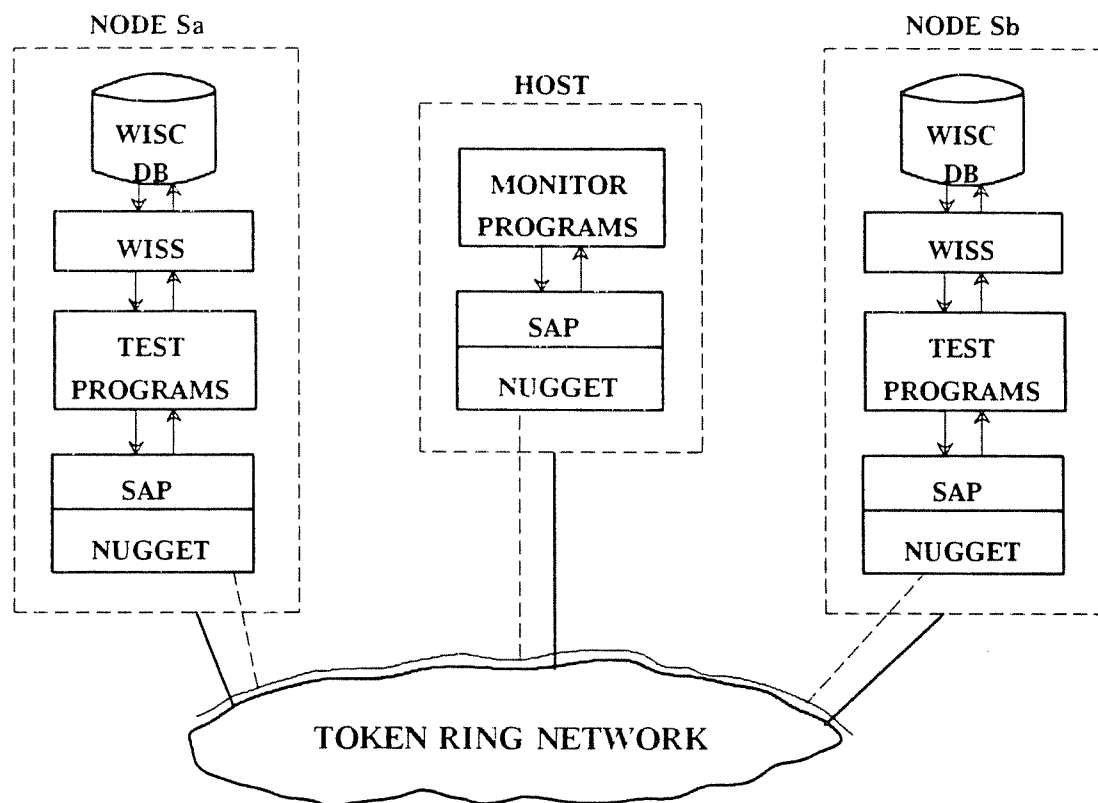 NODE Sa
WISC
DB
WISS
TEST
PROGRAMS
SAP
NUGGET
HOST
MONITOR
PROGRAMS
SAP
NUGGET
NODE Sb
WISC
DB
WISS
TEST
PROGRAMS
SAP
NUGGET
TOKEN RING NETWORK